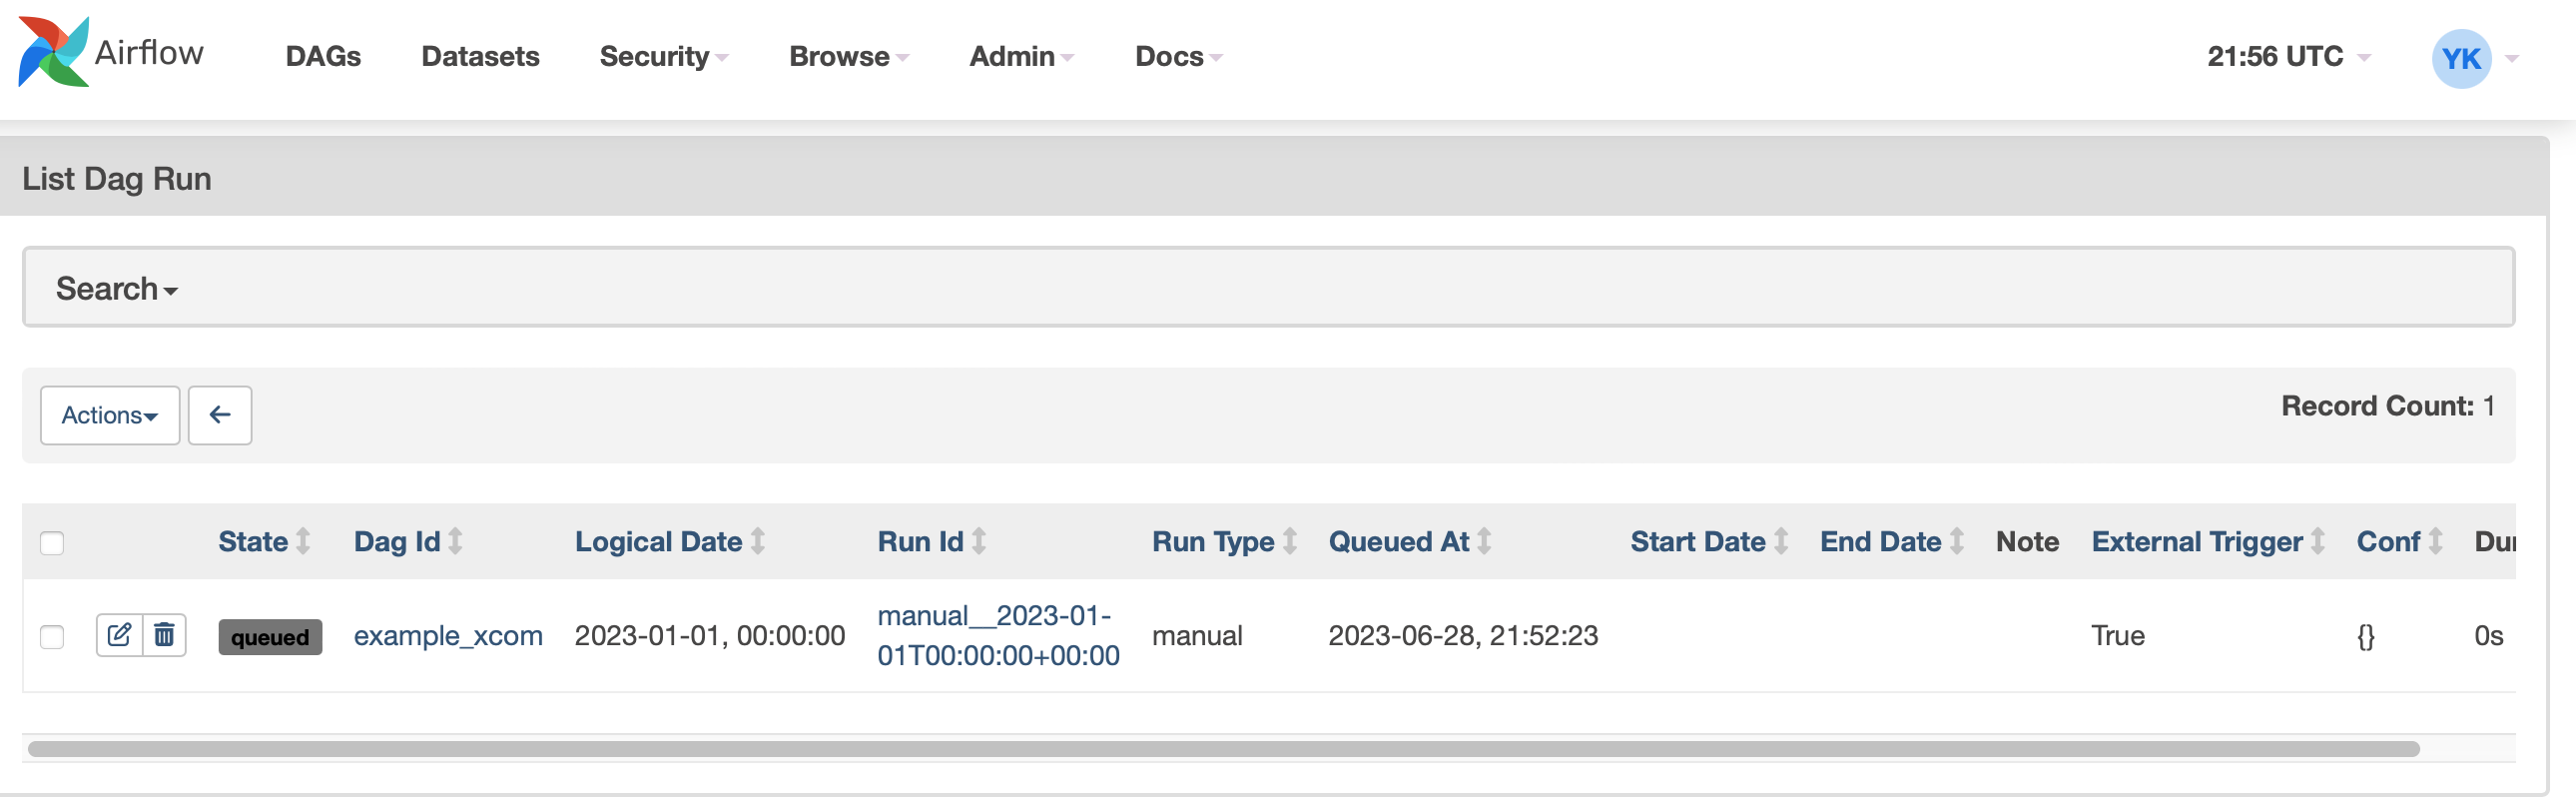 Airflow DAGs Datasets Security Browse Admin Docs 21:56 UTC YK
List Dag Run
Search
Actions Record Count: 1
State Dag Id Logical Date Run Id Run Type Queued At Start Date End Date Note External Trigger Conf Dur
queued example_xcom 2023-01-01, 00:00:00 manual__2023-01-
01T00:00:00+00:00 manual 2023-06-28, 21:52:23 True {} 0s